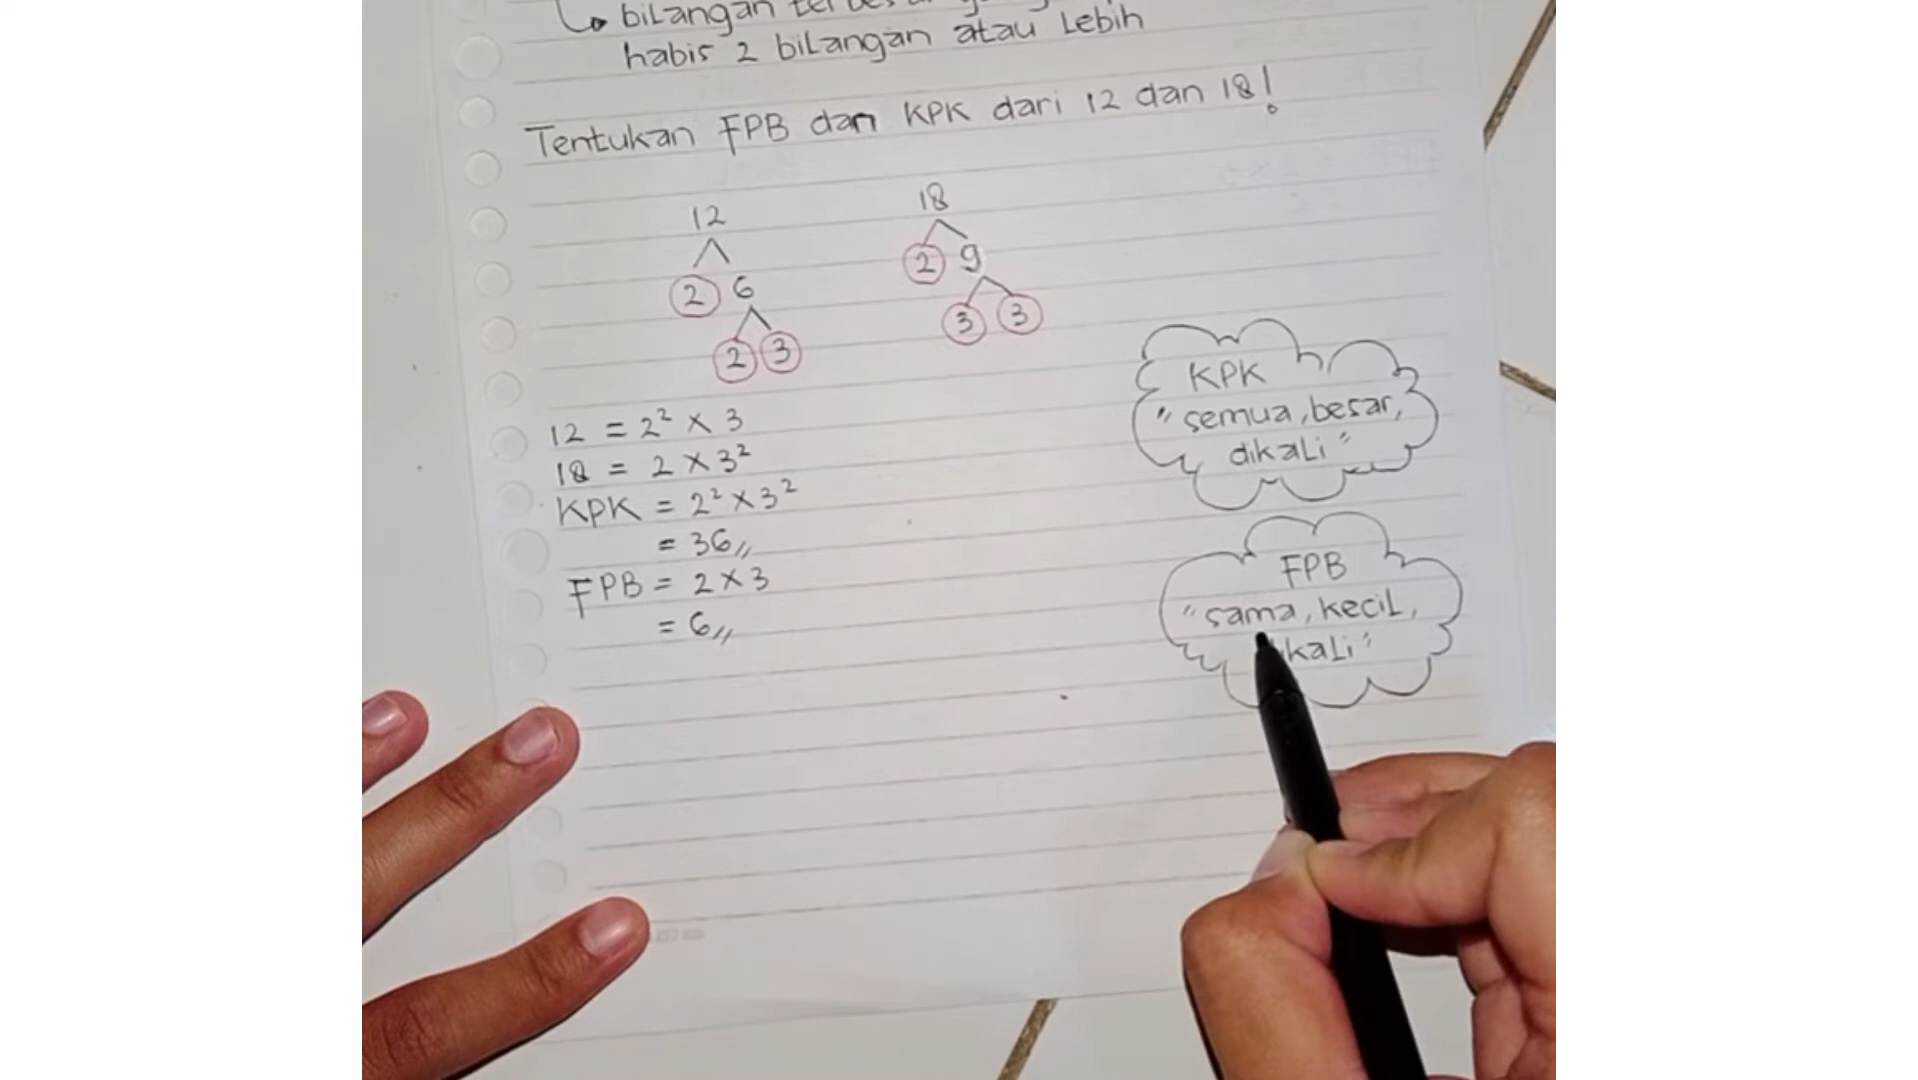 bilangan
habis 2 bilangan atau Lebih
Tentukan FPB dan KPK dari 12 dan 18!
12
18
2 6
2 9
2 3
3 3
12 = 2² × 3
18 = 2 × 3²
KPK = 2² × 3²
= 36,,
FPB = 2 × 3
= 6,,
KPK
"semua, besar,
dikali"
FPB
"sama, kecil,
kali"